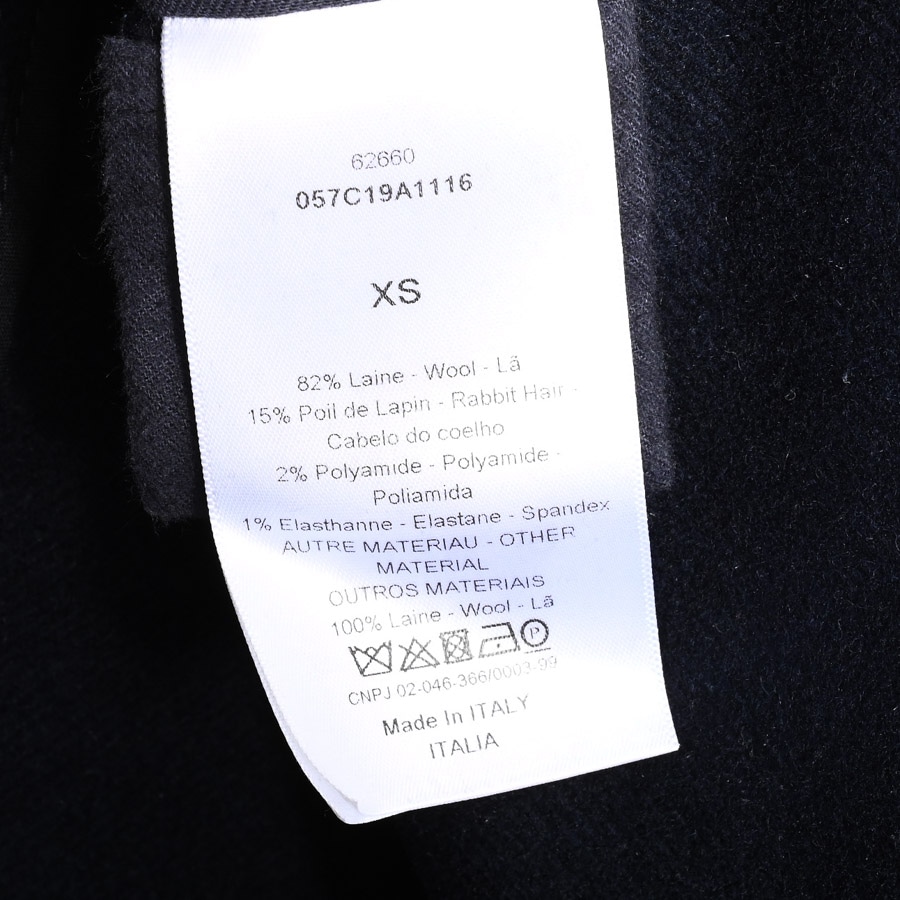 62660
057C19A1116
XS
82% Laine - Wool - Lã
15% Poil de Lapin - Rabbit Hair -
Cabelo do coelho
2% Polyamide - Polyamide -
Poliamida
1% Elasthanne - Elastane - Spandex
AUTRE MATERIAU - OTHER
MATERIAL
OUTROS MATERIAIS
100% Laine - Wool - Lã
P
CNPJ 02-046-366/0003-99
Made In ITALY
ITALIA